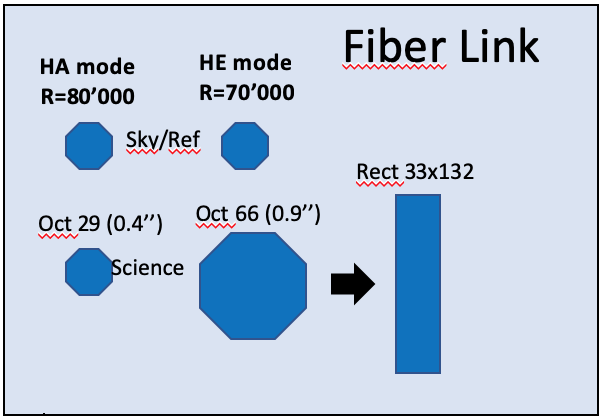 Fiber Link
HA mode
R=80’000
HE mode
R=70’000
Sky/Ref
Rect 33x132
Oct 29 (0.4’’)
Oct 66 (0.9’’)
Science